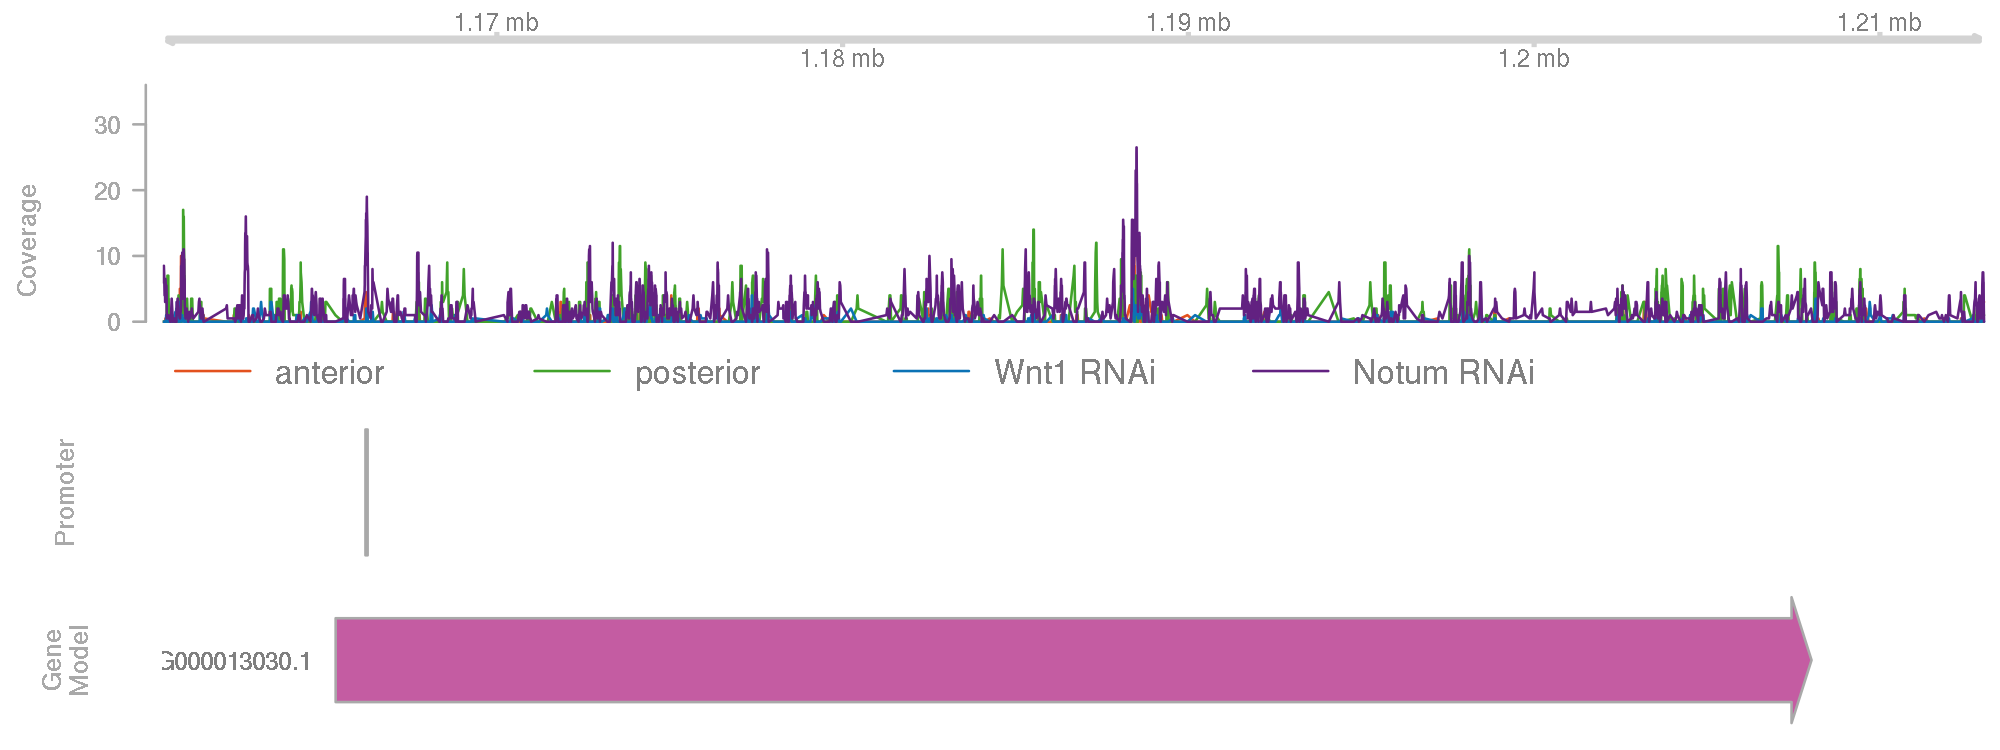 1.17 mb
1.19 mb
1.21 mb
1.18 mb
1.2 mb
Coverage
30
20
10
0
anterior
posterior
Wnt1 RNAi
Notum RNAi
Promoter
0
Gene
Model
G000013030.1